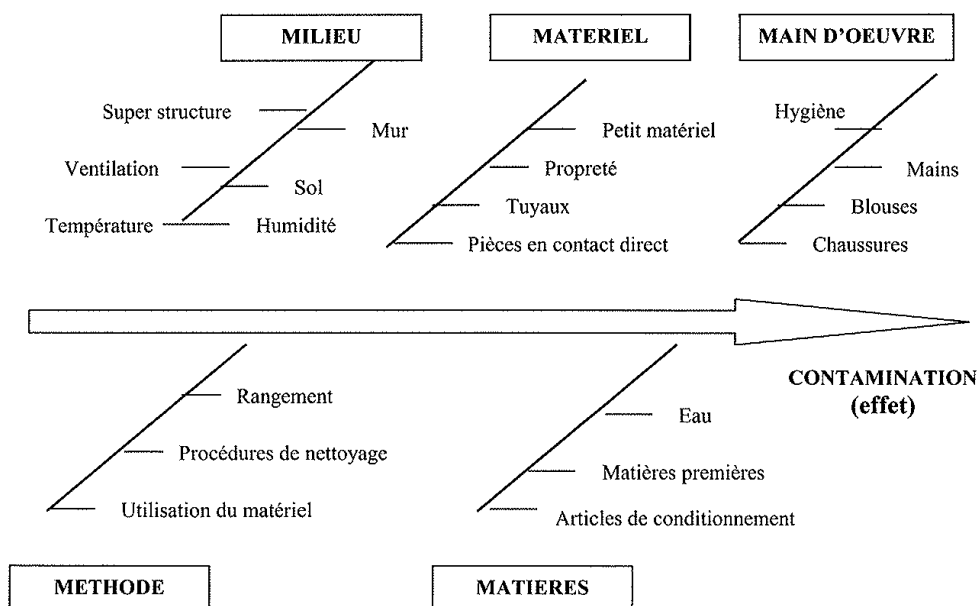 MILIEU
MATERIEL
MAIN D'OEUVRE
Super structure
Mur
Ventilation
Sol
Température
Humidité
Petit matériel
Propreté
Tuyaux
Pièces en contact direct
Hygiène
Mains
Blouses
Chaussures
CONTAMINATION
(effet)
Rangement
Procédures de nettoyage
Utilisation du matériel
Eau
Matières premières
Articles de conditionnement
METHODE
MATIERES